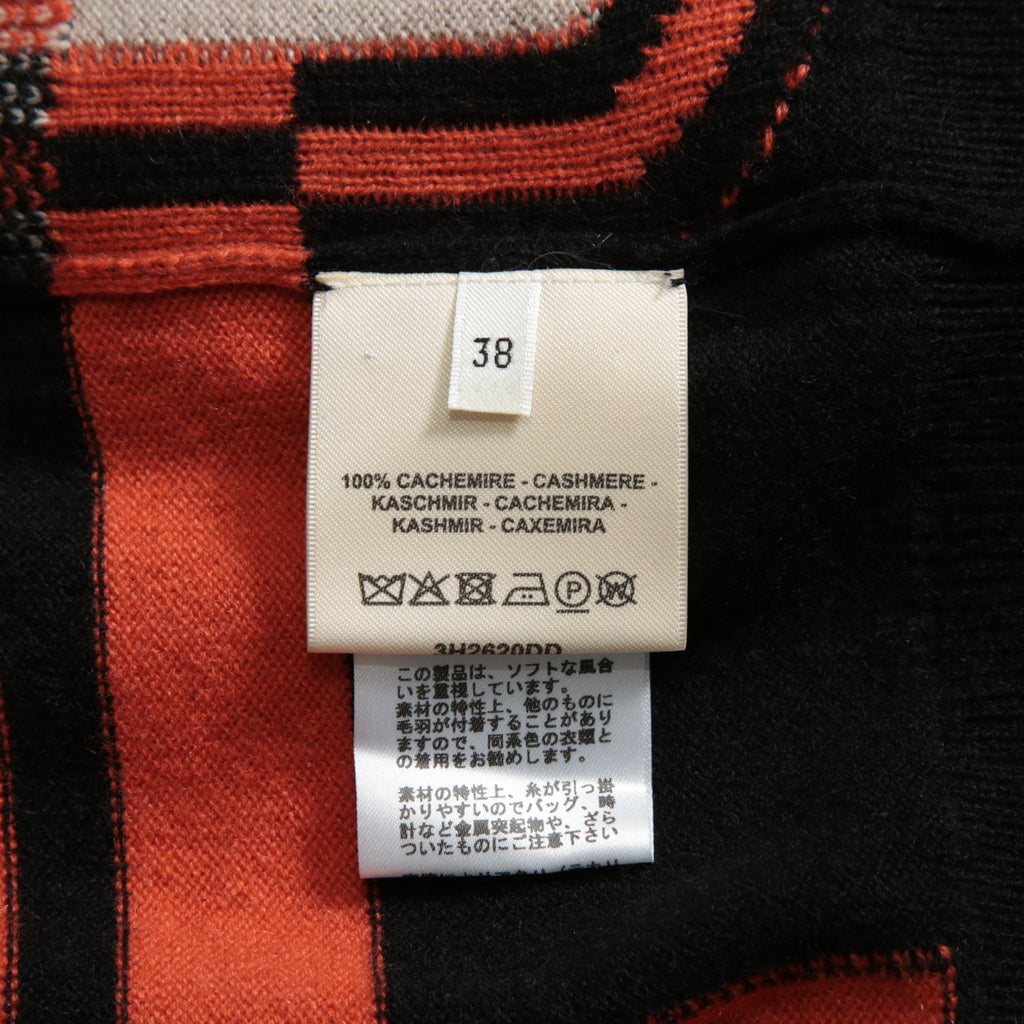 38
100% CACHEMIRE - CASHMERE -
KASCHMIR - CACHEMIRA -
KASHMIR - CAXEMIRA
P
W
3H2620DD
この製品は、ソフトな風合
いを重視しています。
素材の特性上、他のものに
毛羽が付着することがあり
ますので、同系色の衣類と
の着用をお勧めします。
素材の特性上、糸が引っ掛
かりやすいのでバッグ、時
計など金属突起物や、ざら
ついたものにご注意下さい